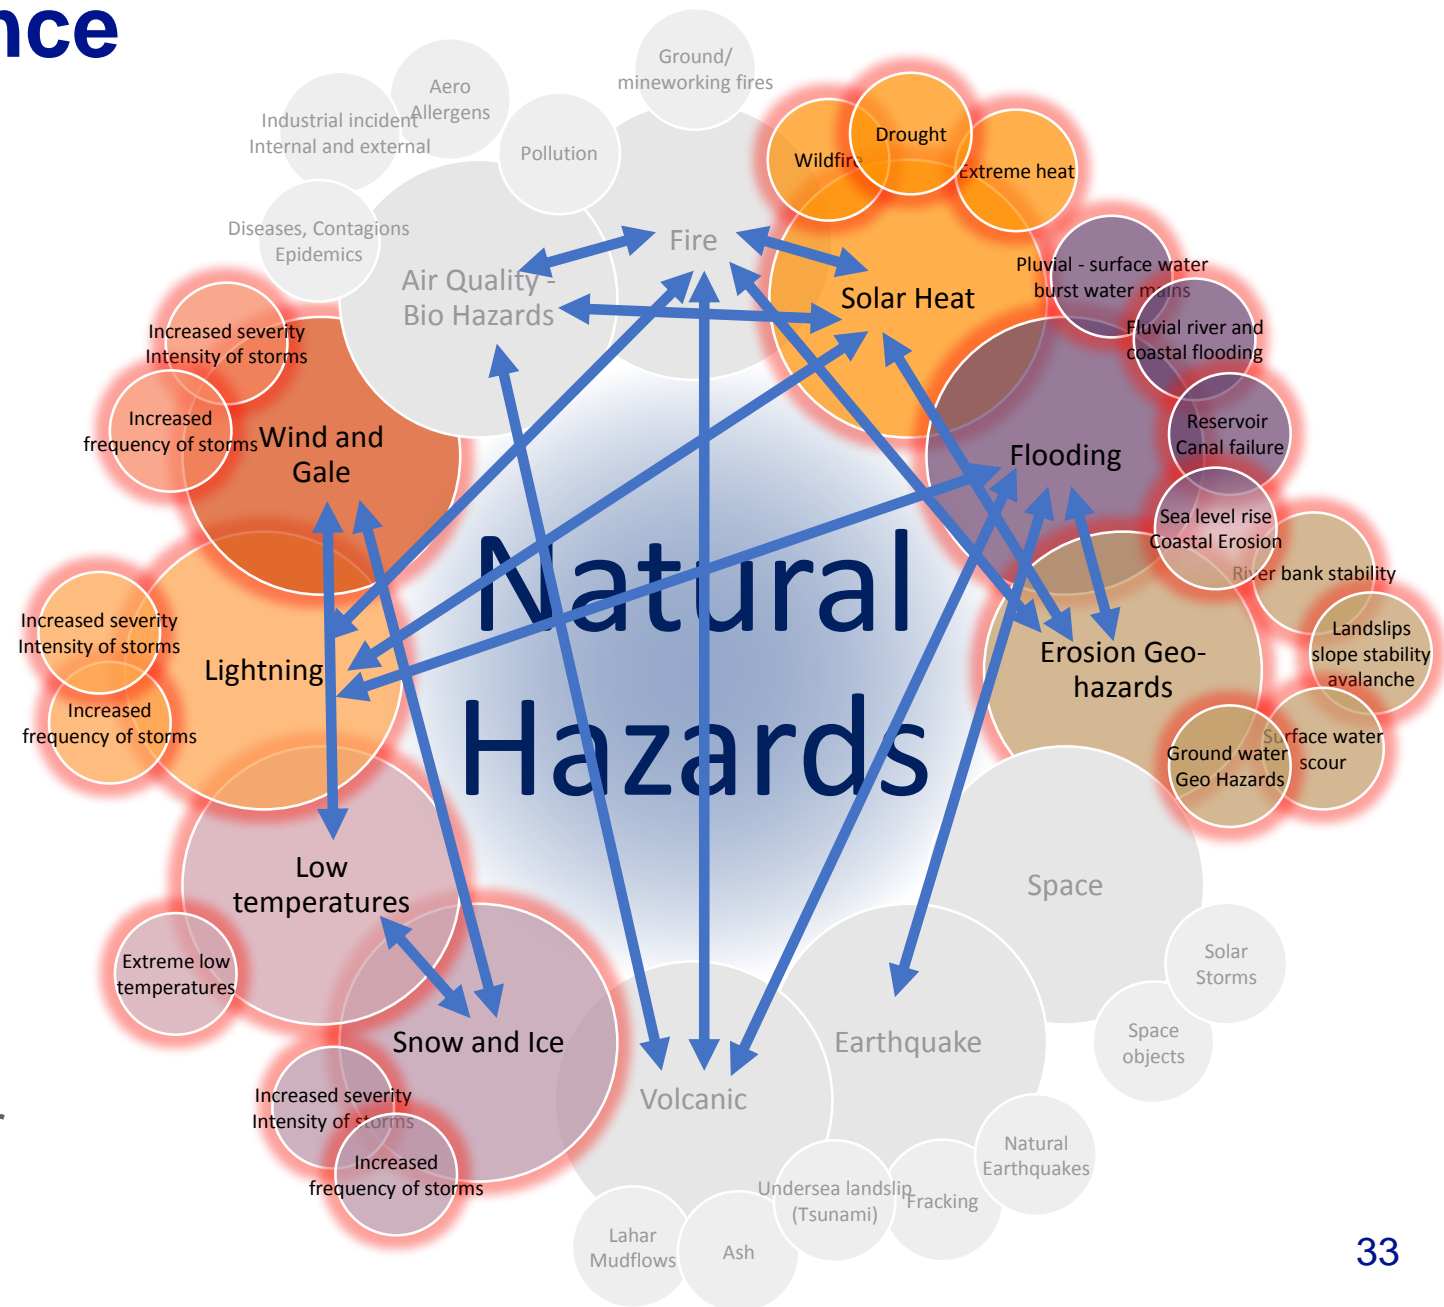 nce
Ground/
mineworking fires
Aero
Allergens
Industrial incident
Internal and external
Pollution
Diseases, Contagions
Epidemics
Air Quality -
Bio Hazards
Fire
Wildfire
Drought
Extreme heat
Solar Heat
Pluvial - surface water
burst water mains
Fluvial river and
coastal flooding
Reservoir
Canal failure
Sea level rise
Coastal Erosion
Flooding
Increased severity
Intensity of storms
Increased
frequency of storms
Wind and
Gale
Natural
Hazards
Increased severity
Intensity of storms
Increased
frequency of storms
Lightning
River bank stability
Landslips
slope stability
avalanche
Surface water
scour
Ground water
Geo Hazards
Erosion Geo-
hazards
Low
temperatures
Extreme low
temperatures
Space
Solar
Storms
Space
objects
Snow and Ice
Increased severity
Intensity of storms
Increased
frequency of storms
Earthquake
Natural
Earthquakes
Fracking
Undersea landslip
(Tsunami)
Volcanic
Lahar
Mudflows
Ash
33